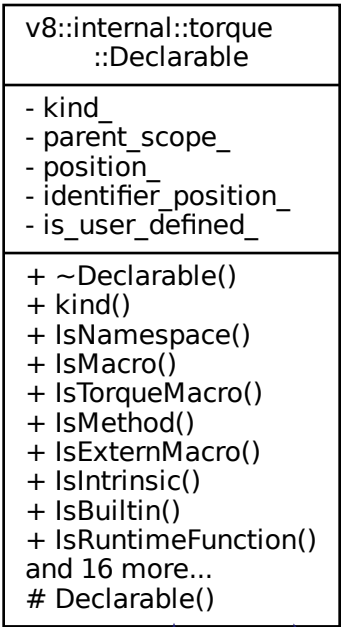 v8::internal::torque
::Declarable
- kind_
- parent_scope_
- position_
- identifier_position_
- is_user_defined_
+ ~Declarable()
+ kind()
+ IsNamespace()
+ IsMacro()
+ IsTorqueMacro()
+ IsMethod()
+ IsExternMacro()
+ IsIntrinsic()
+ IsBuiltin()
+ IsRuntimeFunction()
and 16 more...
# Declarable()